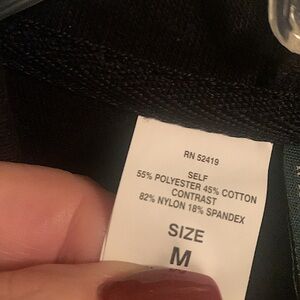 RN 52419
SELF
55% POLYESTER 45% COTTON
CONTRAST
82% NYLON 18% SPANDEX
SIZE
M